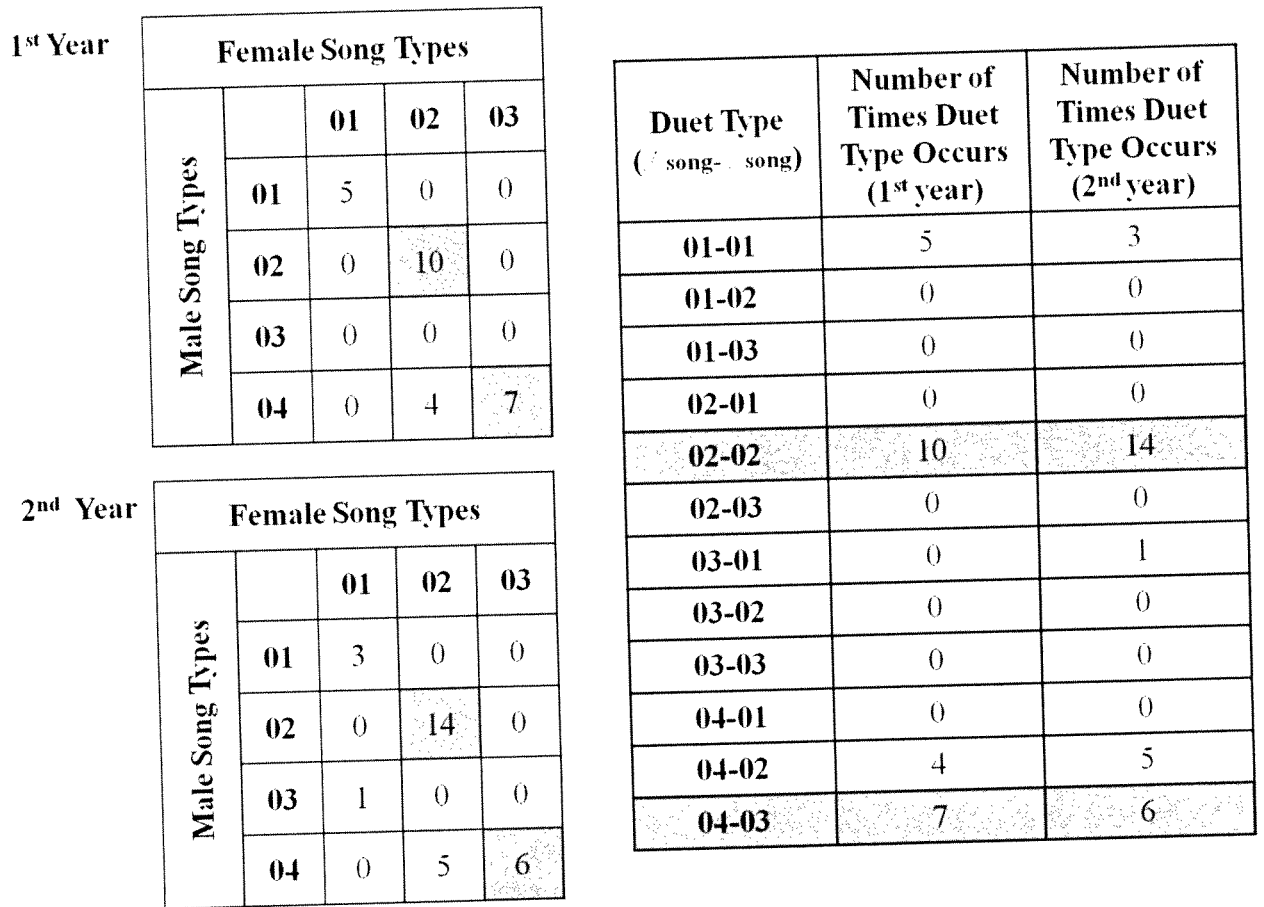 1st Year
Female Song Types
01 02 03
Male Song Types
01 5 0 0
02 0 10 0
03 0 0 0
04 0 4 7
2nd Year
Female Song Types
01 02 03
Male Song Types
01 3 0 0
02 0 14 0
03 1 0 0
04 0 5 6
Duet Type
( song- song)
Number of
Times Duet
Type Occurs
(1st year)
Number of
Times Duet
Type Occurs
(2nd year)
01-01 5 3
01-02 0 0
01-03 0 0
02-01 0 0
02-02 10 14
02-03 0 0
03-01 0 1
03-02 0 0
03-03 0 0
04-01 0 0
04-02 4 5
04-03 7 6